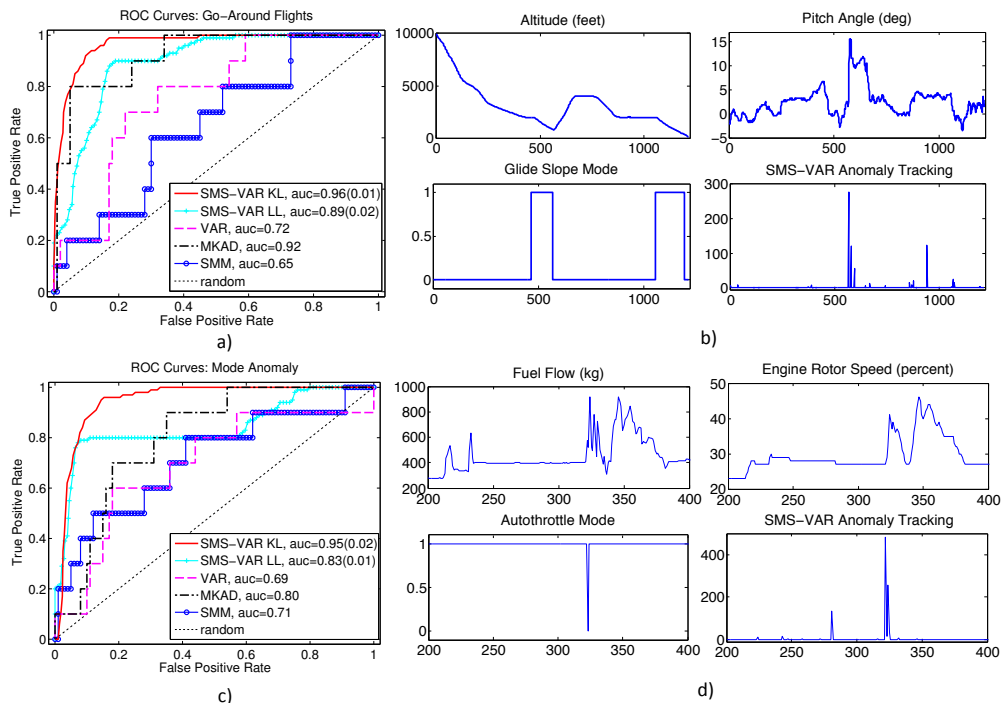 ROC Curves: Go-Around Flights
True Positive Rate
1
0.8
0.6
0.4
0.2
0
0 0.2 0.4 0.6 0.8 1
False Positive Rate
SMS-VAR KL, auc=0.96(0.01)
SMS-VAR LL, auc=0.89(0.02)
VAR, auc=0.72
MKAD, auc=0.92
SMM, auc=0.65
random
a)
Altitude (feet)
10000
5000
0
0 500 1000
Pitch Angle (deg)
15
10
5
0
−5
0 500 1000
Glide Slope Mode
1
0.5
0
0 500 1000
SMS-VAR Anomaly Tracking
300
200
100
0
0 500 1000
b)
ROC Curves: Mode Anomaly
True Positive Rate
1
0.8
0.6
0.4
0.2
0
0 0.2 0.4 0.6 0.8 1
False Positive Rate
SMS-VAR KL, auc=0.95(0.02)
SMS-VAR LL, auc=0.83(0.01)
VAR, auc=0.69
MKAD, auc=0.80
SMM, auc=0.71
random
c)
Fuel Flow (kg)
1000
800
600
400
200
200 250 300 350 400
Engine Rotor Speed (percent)
50
40
30
20
200 250 300 350 400
Autothrottle Mode
1
0.5
0
200 250 300 350 400
SMS-VAR Anomaly Tracking
400
200
0
200 250 300 350 400
d)